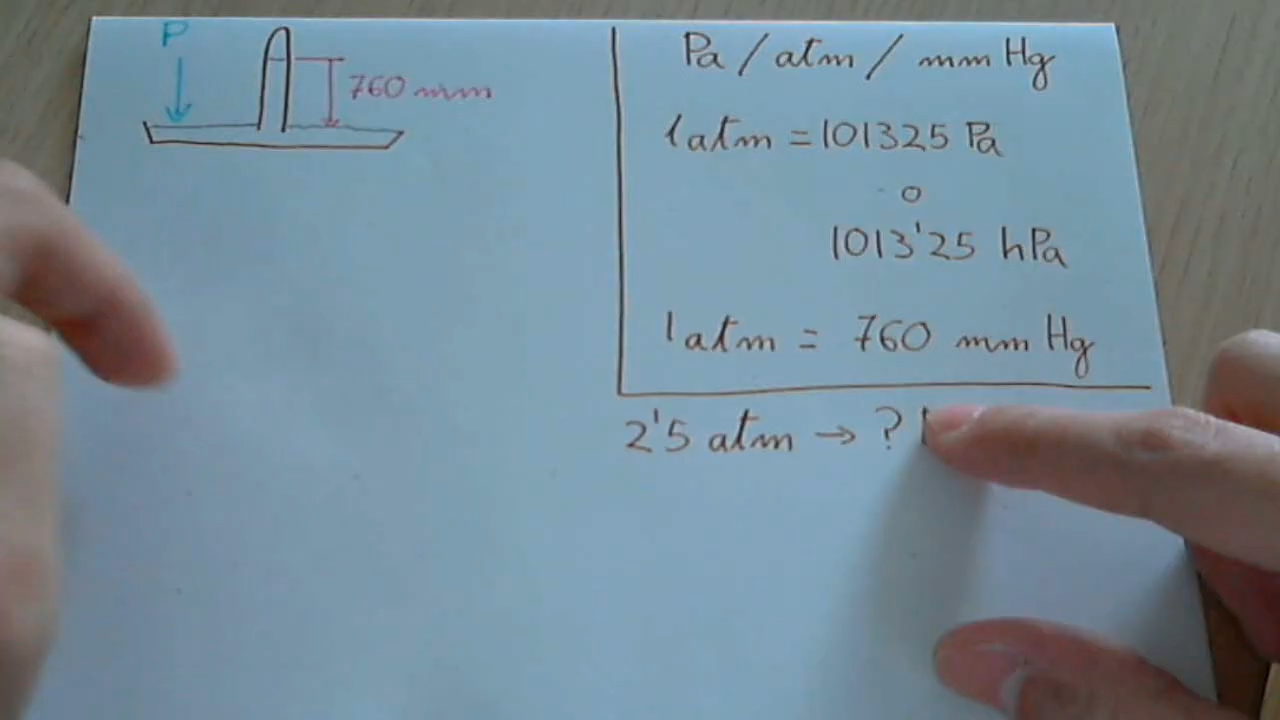 P
760 mm
Pa / atm / mm Hg
1 atm = 101325 Pa
o
1013'25 hPa
1 atm = 760 mm Hg
2'5 atm → ?